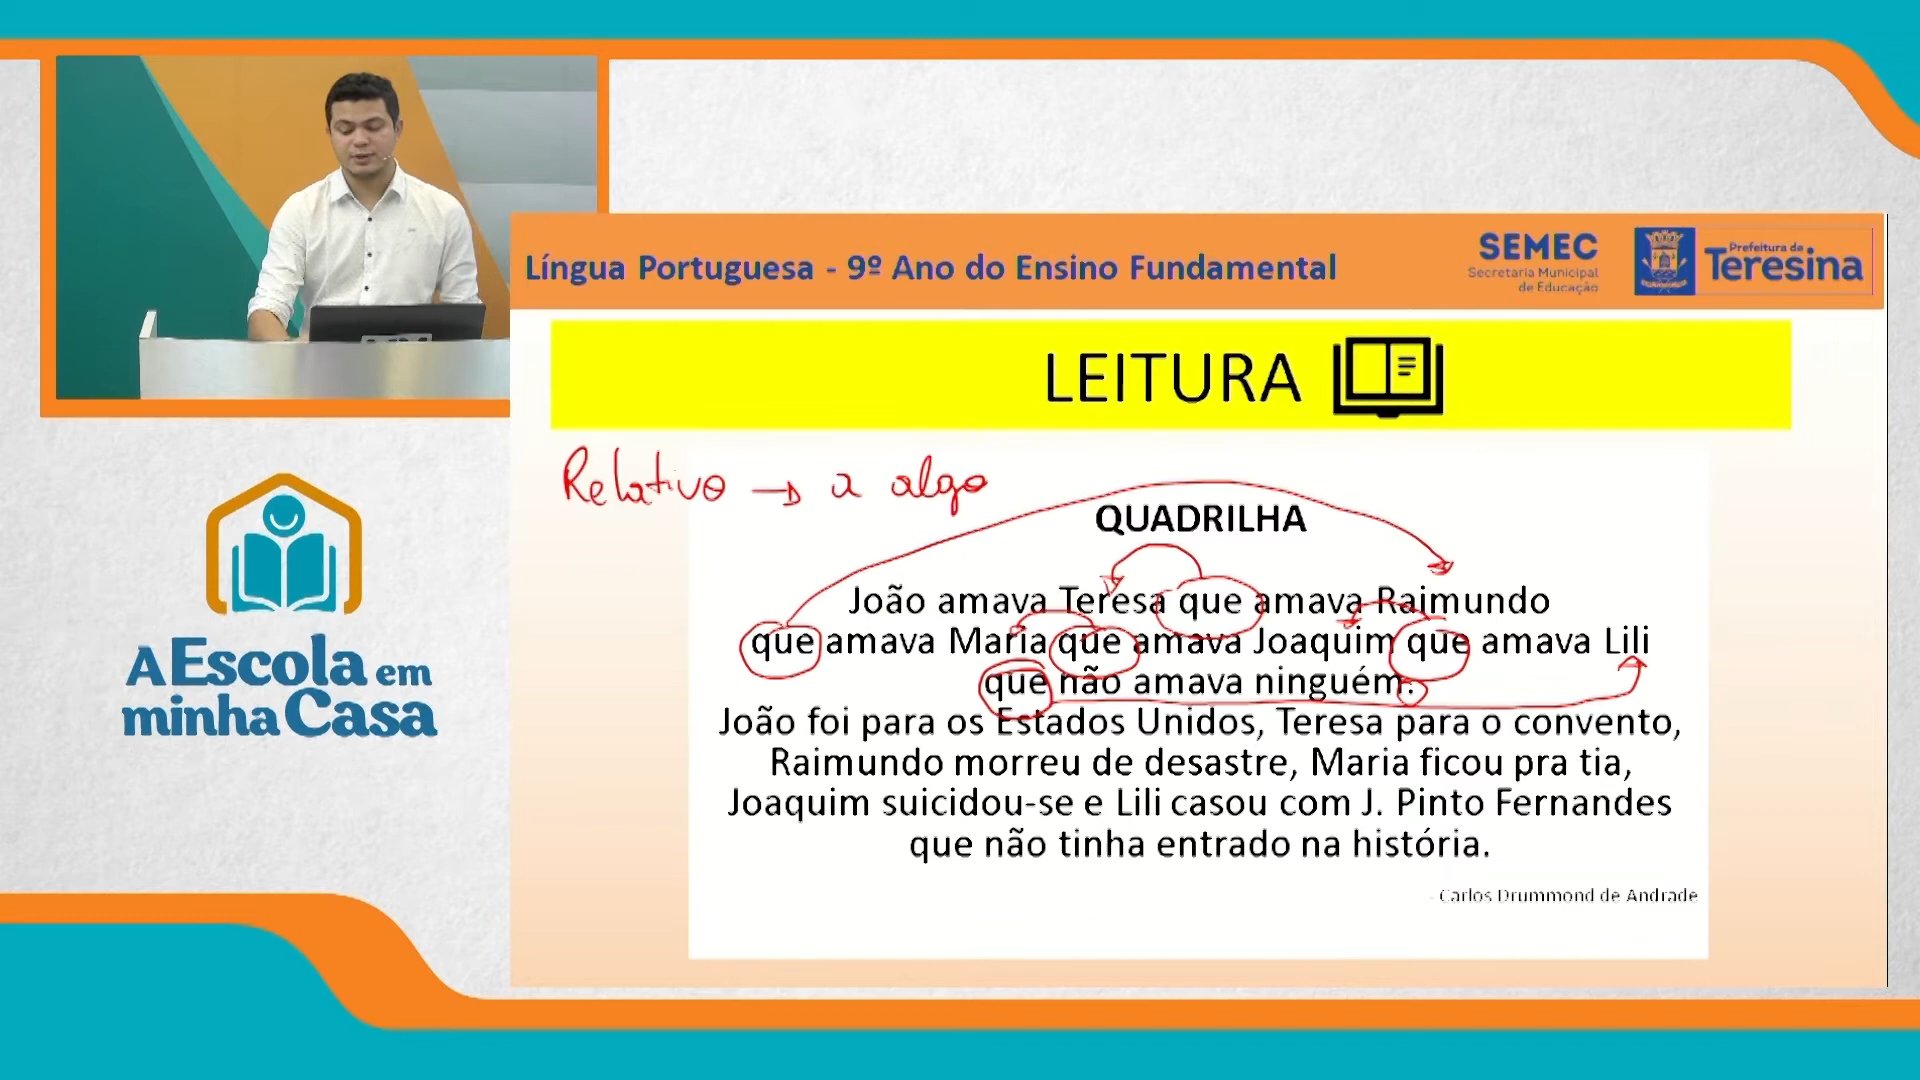 Língua Portuguesa - 9º Ano do Ensino Fundamental
SEMEC
Secretaria Municipal
de Educação
Prefeitura de
Teresina
LEITURA
Relativo → a algo
QUADRILHA
João amava Teresa que amava Raimundo
que amava Maria que amava Joaquim que amava Lili
que não amava ninguém.
João foi para os Estados Unidos, Teresa para o convento,
Raimundo morreu de desastre, Maria ficou pra tia,
Joaquim suicidou-se e Lili casou com J. Pinto Fernandes
que não tinha entrado na história.
- Carlos Drummond de Andrade
A Escola em
minha Casa